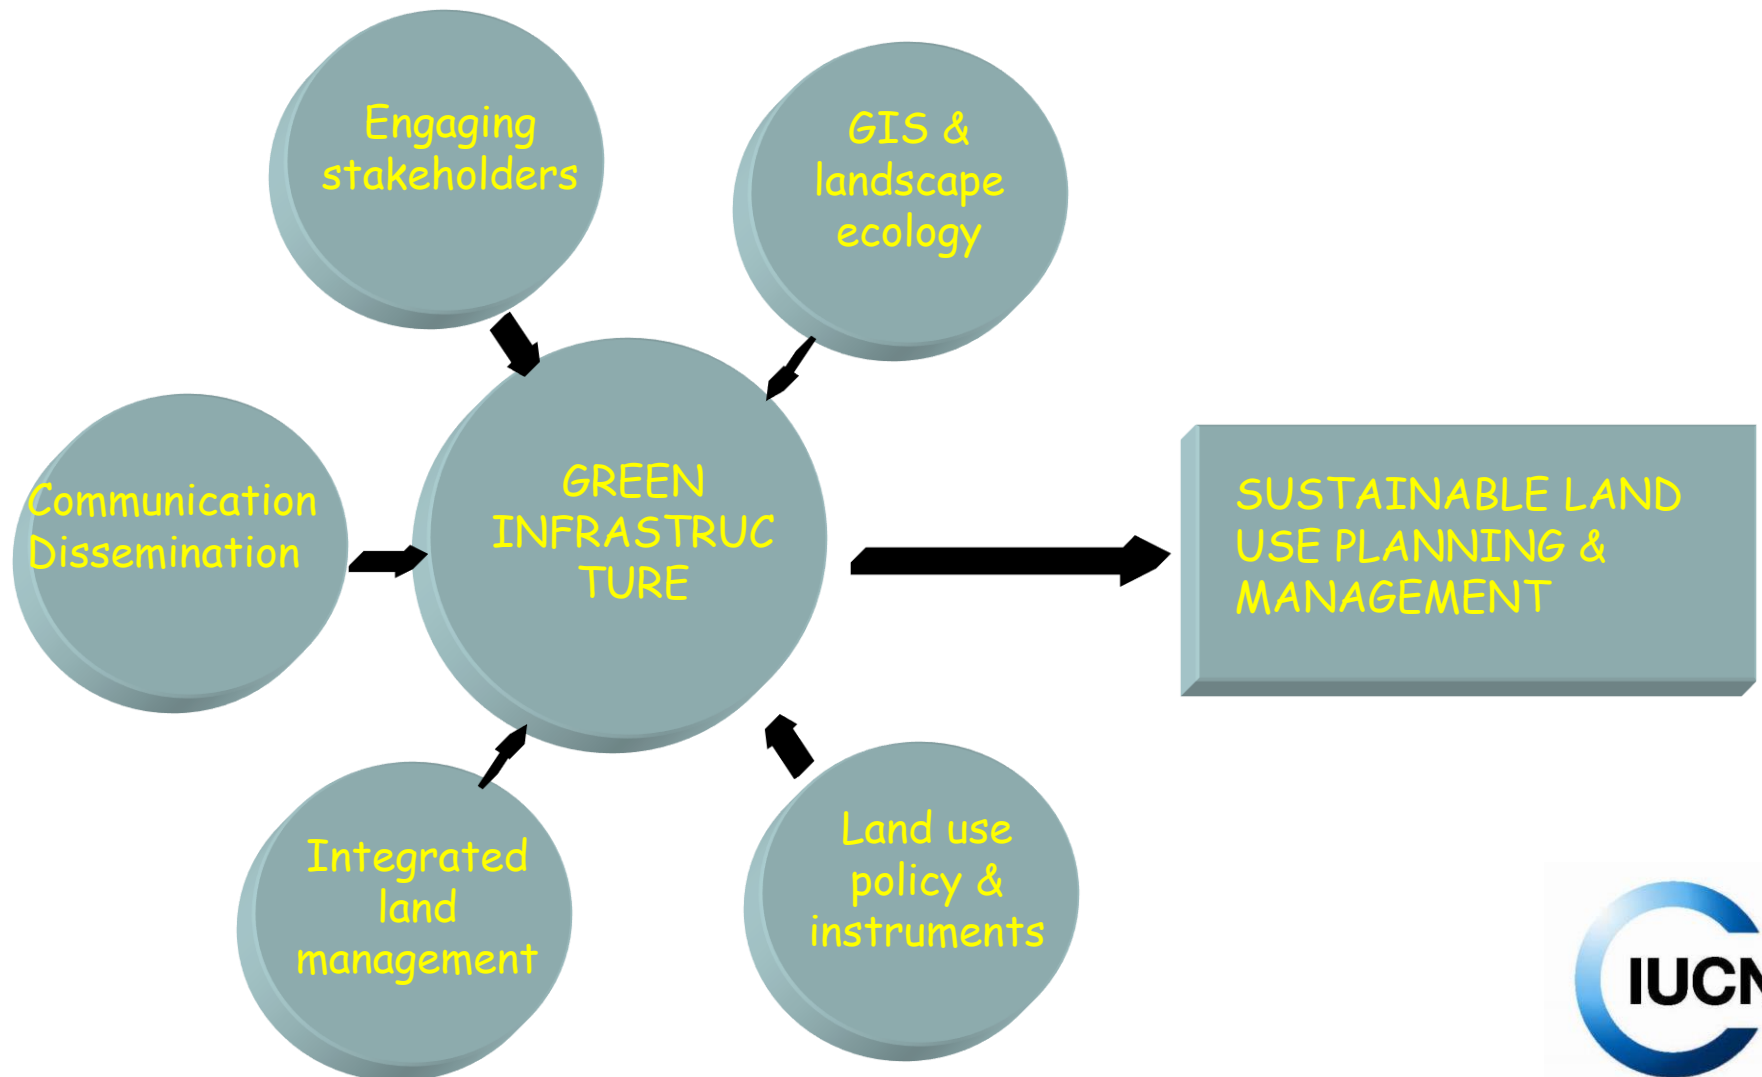 Engaging
stakeholders
GIS &
landscape
ecology
Communication
Dissemination
GREEN
INFRASTRUC
TURE
SUSTAINABLE LAND
USE PLANNING &
MANAGEMENT
Integrated
land
management
Land use
policy &
instruments
IUCN